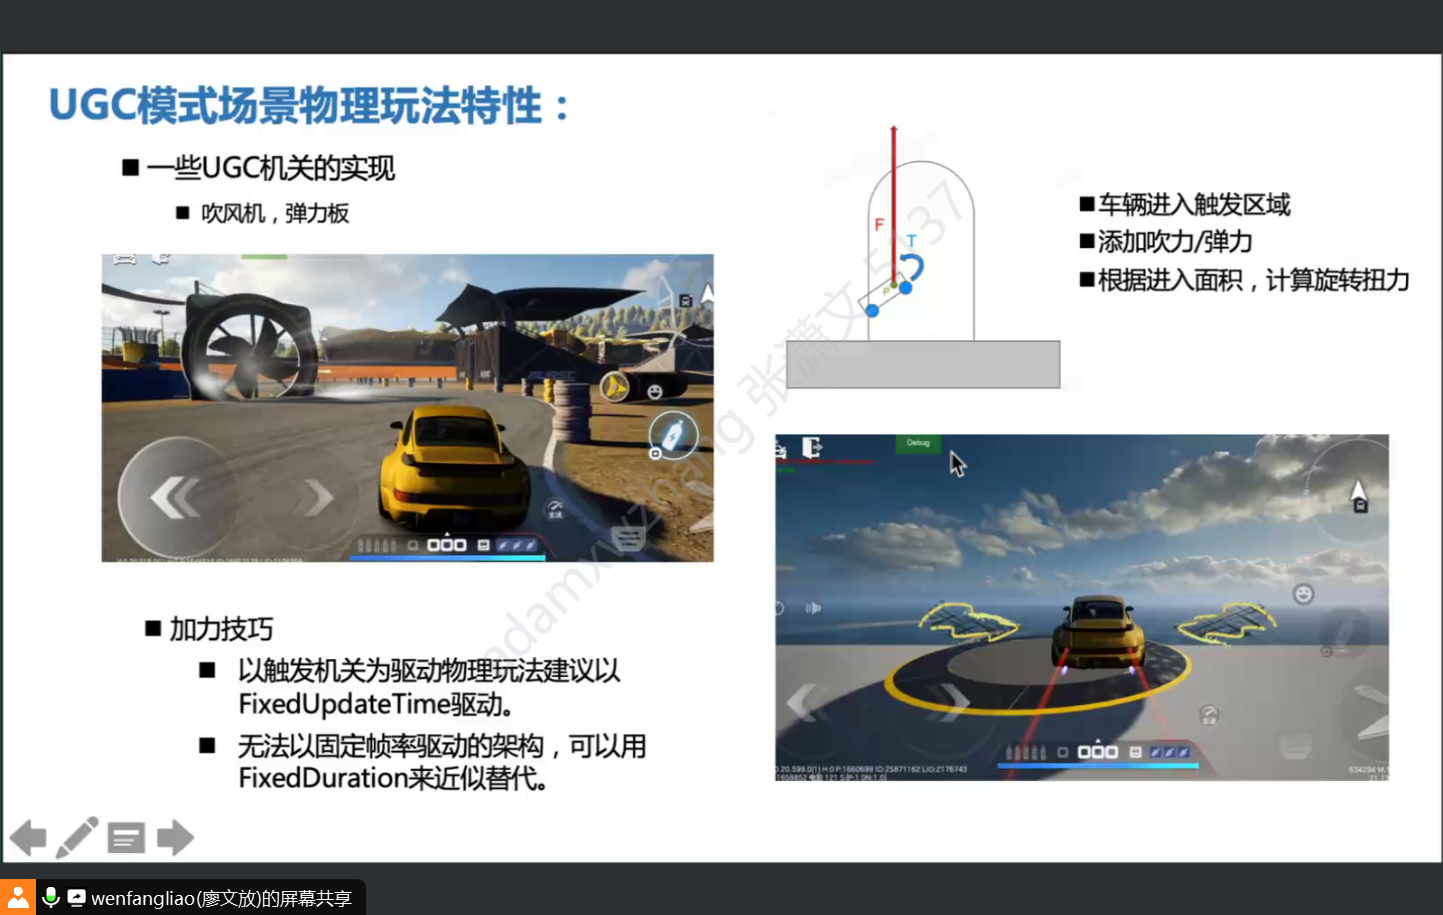 UGC模式场景物理玩法特性：
一些UGC机关的实现
吹风机，弹力板
F
T
P
车辆进入触发区域
添加吹力/弹力
根据进入面积，计算旋转扭力
全速
Debug
全速
加力技巧
以触发机关为驱动物理玩法建议以
FixedUpdateTime驱动。
无法以固定帧率驱动的架构，可以用
FixedDuration来近似替代。
wenfangliao(廖文放)的屏幕共享